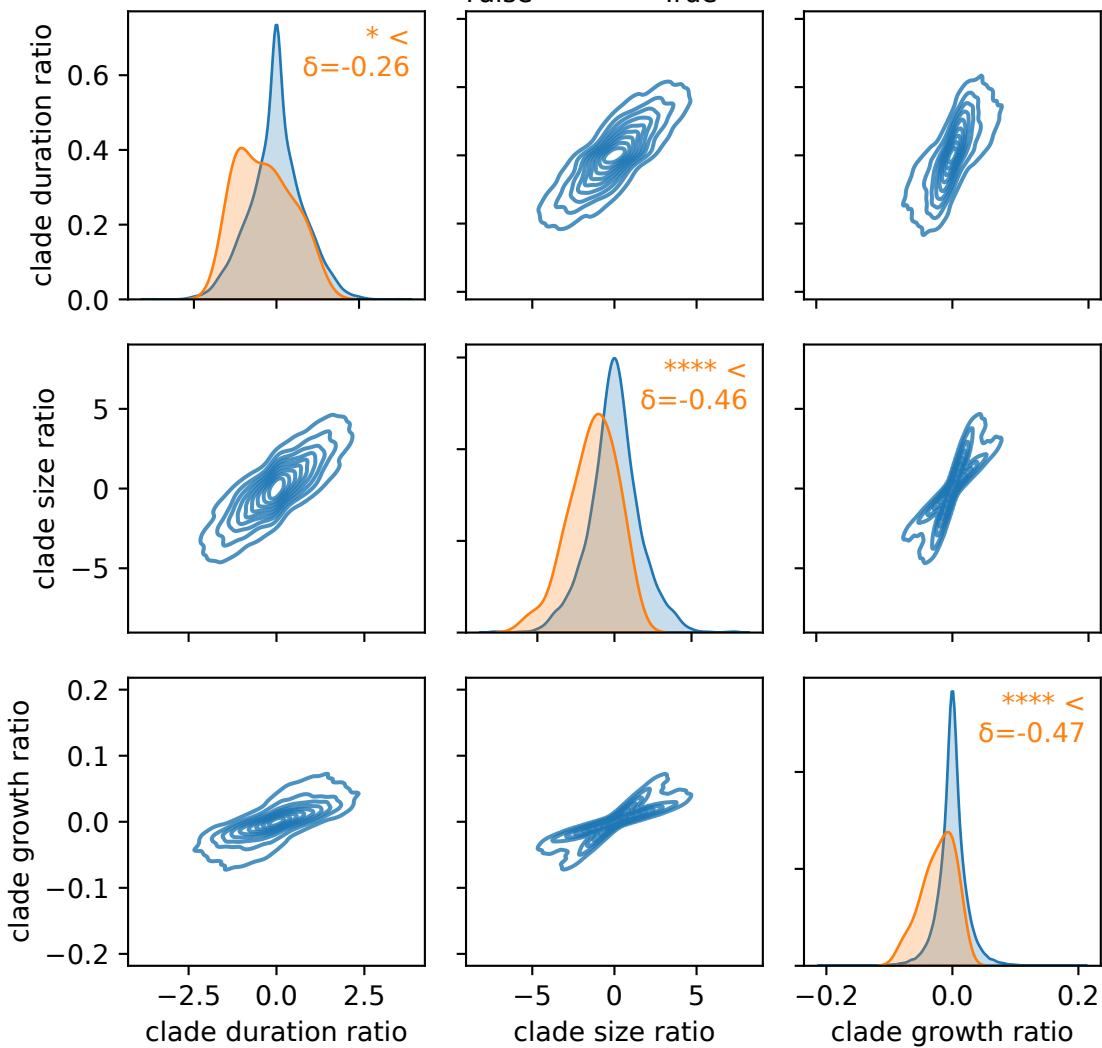 clade duration ratio
0.6
0.4
0.2
0.0
* <
δ=-0.26
clade size ratio
5
0
−5
**** <
δ=-0.46
clade growth ratio
0.2
0.1
0.0
−0.1
−0.2
**** <
δ=-0.47
−2.5 0.0 2.5
−5 0 5
−0.2 0.0 0.2
clade duration ratio
clade size ratio
clade growth ratio